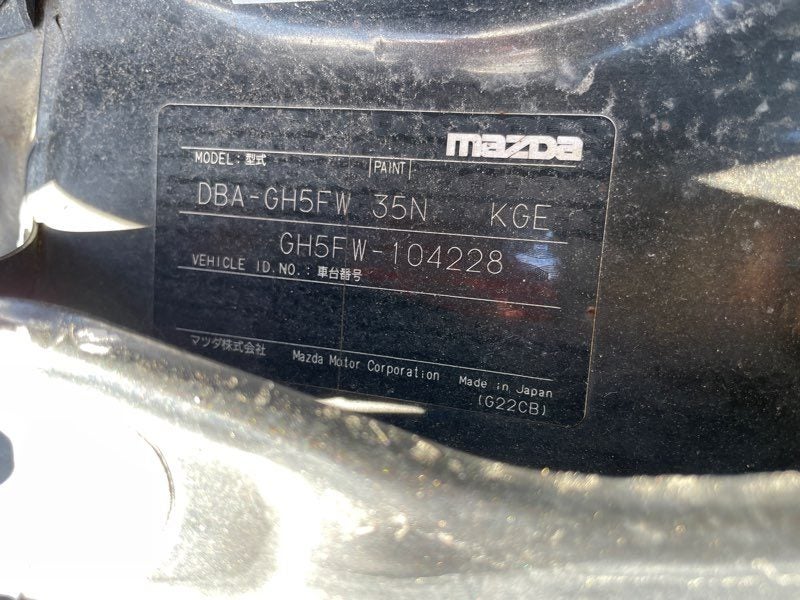 mazda
MODEL:型式 PAINT
DBA-GH5FW 35N KGE
GH5FW-104228
VEHICLE ID.NO.:車台番号
マツダ株式会社 Mazda Motor Corporation Made in Japan
(G22CB)